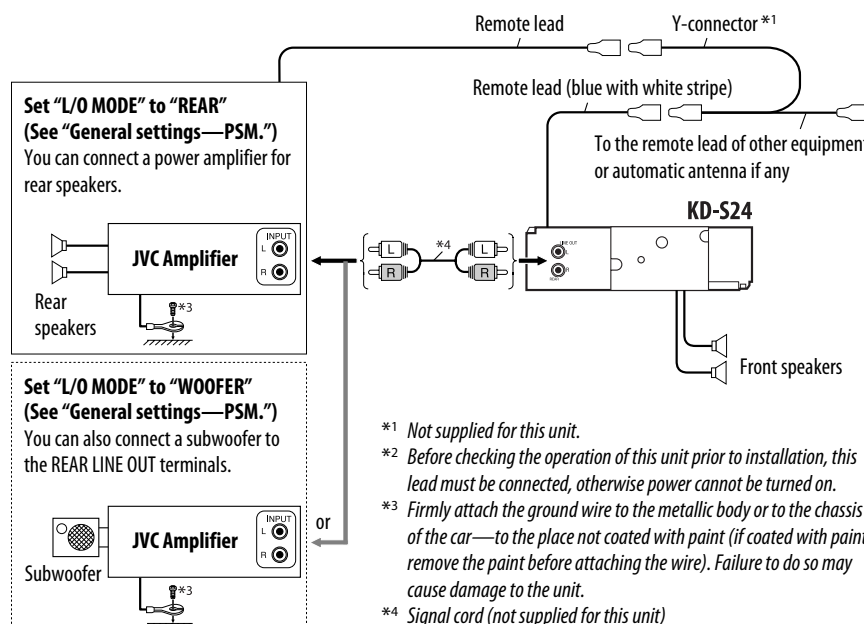 Remote lead
Y-connector *1
Remote lead (blue with white stripe)
To the remote lead of other equipment
or automatic antenna if any
Set “L/O MODE” to “REAR”
(See “General settings—PSM.”)
You can connect a power amplifier for
rear speakers.
JVC Amplifier
INPUT
L
R
Rear
speakers
*3
L
R
*4
L
R
KD-S24
LINE OUT
L
R
REAR
Front speakers
Set “L/O MODE” to “WOOFER”
(See “General settings—PSM.”)
You can also connect a subwoofer to
the REAR LINE OUT terminals.
JVC Amplifier
INPUT
L
R
Subwoofer
*3
or
*1 Not supplied for this unit.
*2 Before checking the operation of this unit prior to installation, this
lead must be connected, otherwise power cannot be turned on.
*3 Firmly attach the ground wire to the metallic body or to the chassis
of the car—to the place not coated with paint (if coated with paint
remove the paint before attaching the wire). Failure to do so may
cause damage to the unit.
*4 Signal cord (not supplied for this unit)